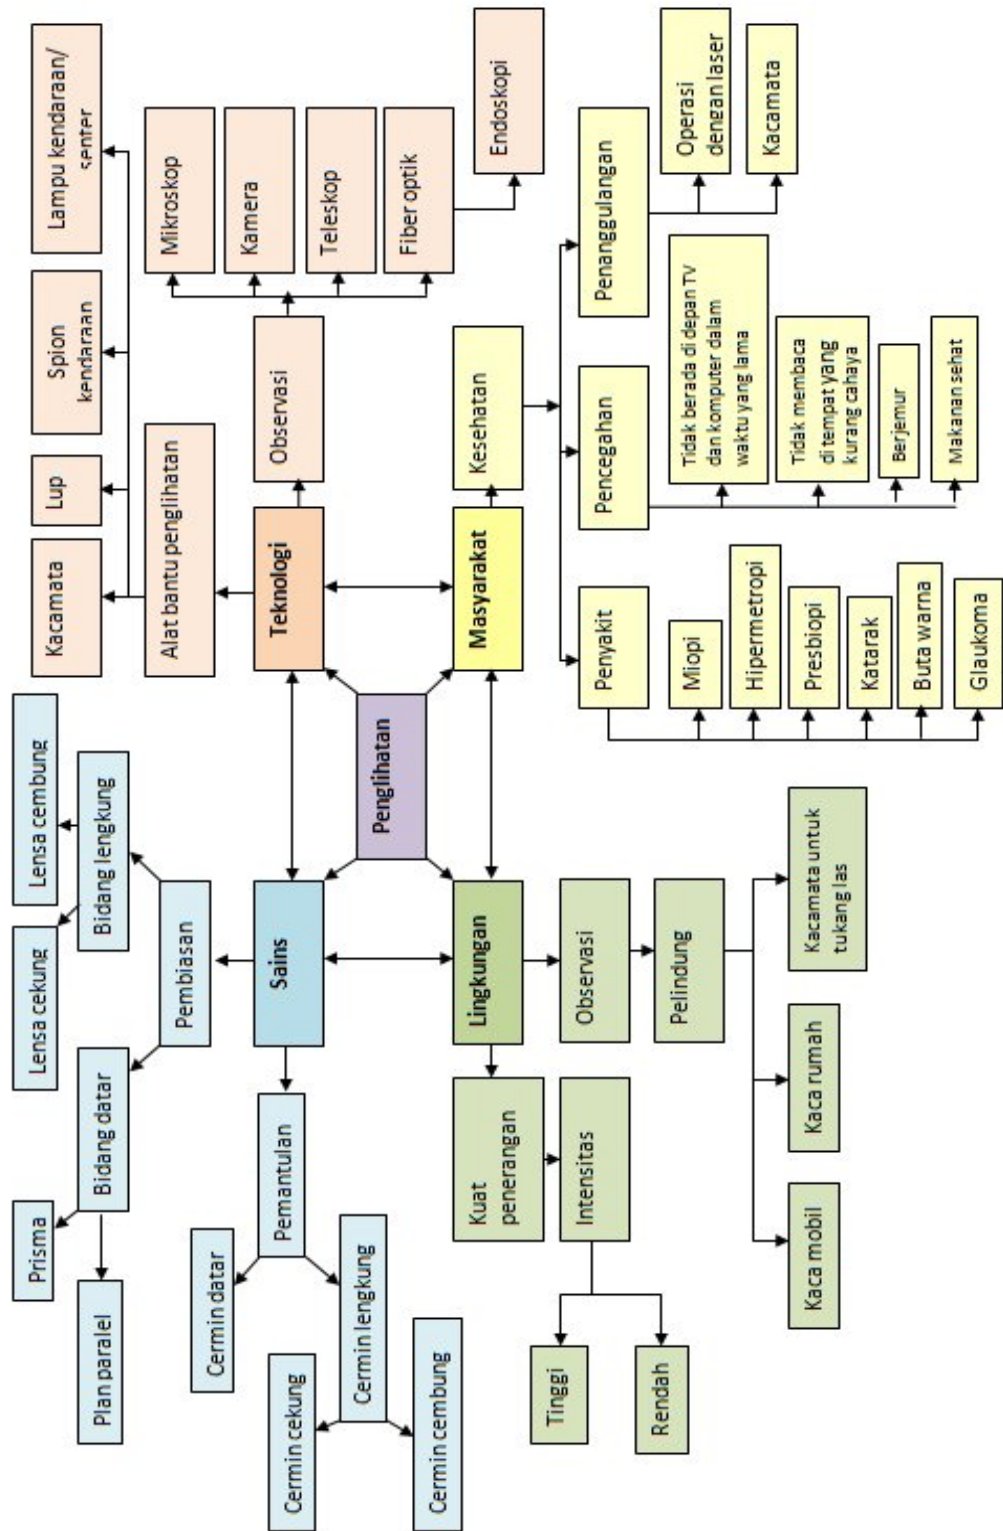 Prisma
Plan paralel
Bidang datar
Lensa cekung
Lensa cembung
Bidang lengkung
Pembiasan
Cermin datar
Pemantulan
Cermin lengkung
Cermin cekung
Cermin cembung
Sains
Penglihatan
Kacamata
Lup
Spion
kendaraan
Lampu kendaraan/
senter
Alat bantu penglihatan
Teknologi
Observasi
Mikroskop
Kamera
Teleskop
Fiber optik
Endoskopi
Lingkungan
Kuat
penerangan
Intensitas
Tinggi
Rendah
Observasi
Pelindung
Kaca mobil
Kaca rumah
Kacamata untuk
tukang las
Masyarakat
Kesehatan
Penyakit
Miopi
Hipermetropi
Presbiopi
Katarak
Buta warna
Glaukoma
Pencegahan
Tidak berada di depan TV
dan komputer dalam
waktu yang lama
Tidak membaca
di tempat yang
kurang cahaya
Berjemur
Makanan sehat
Penanggulangan
Operasi
dengan laser
Kacamata